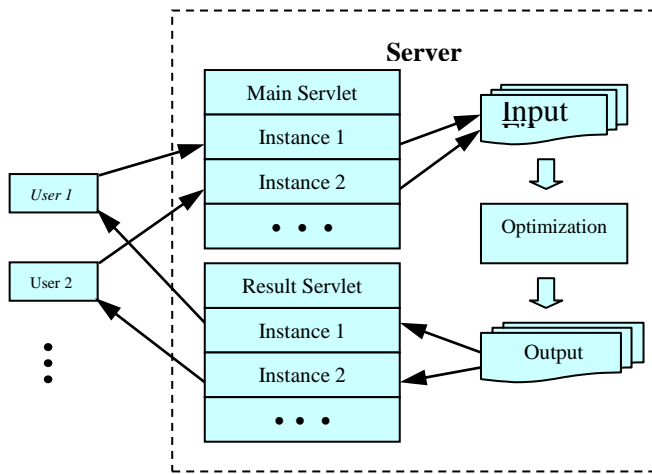 Server
Main Servlet
Instance 1
Instance 2
• • •
Input
User 1
User 2
Optimization
Result Servlet
Instance 1
Instance 2
• • •
Output